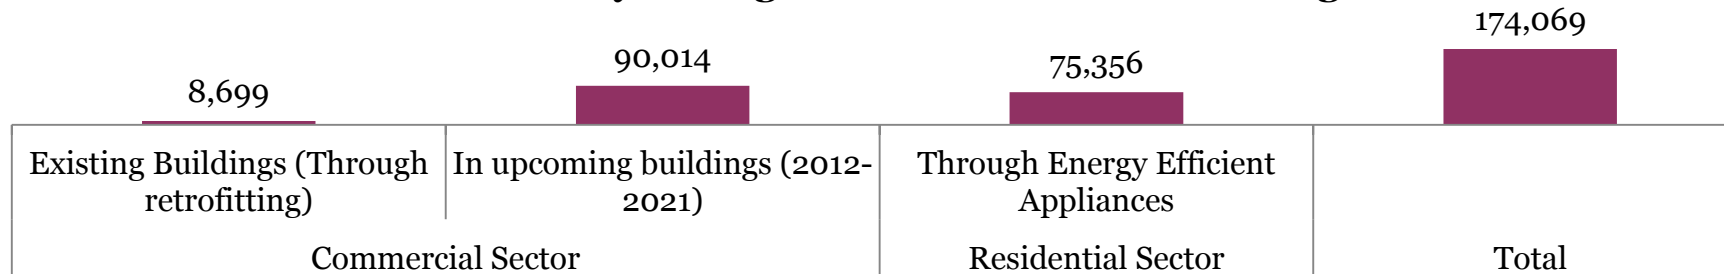 174,069
90,014
75,356
8,699
Existing Buildings (Through
retrofitting)
In upcoming buildings (2012-
2021)
Through Energy Efficient
Appliances
Commercial Sector
Residential Sector
Total